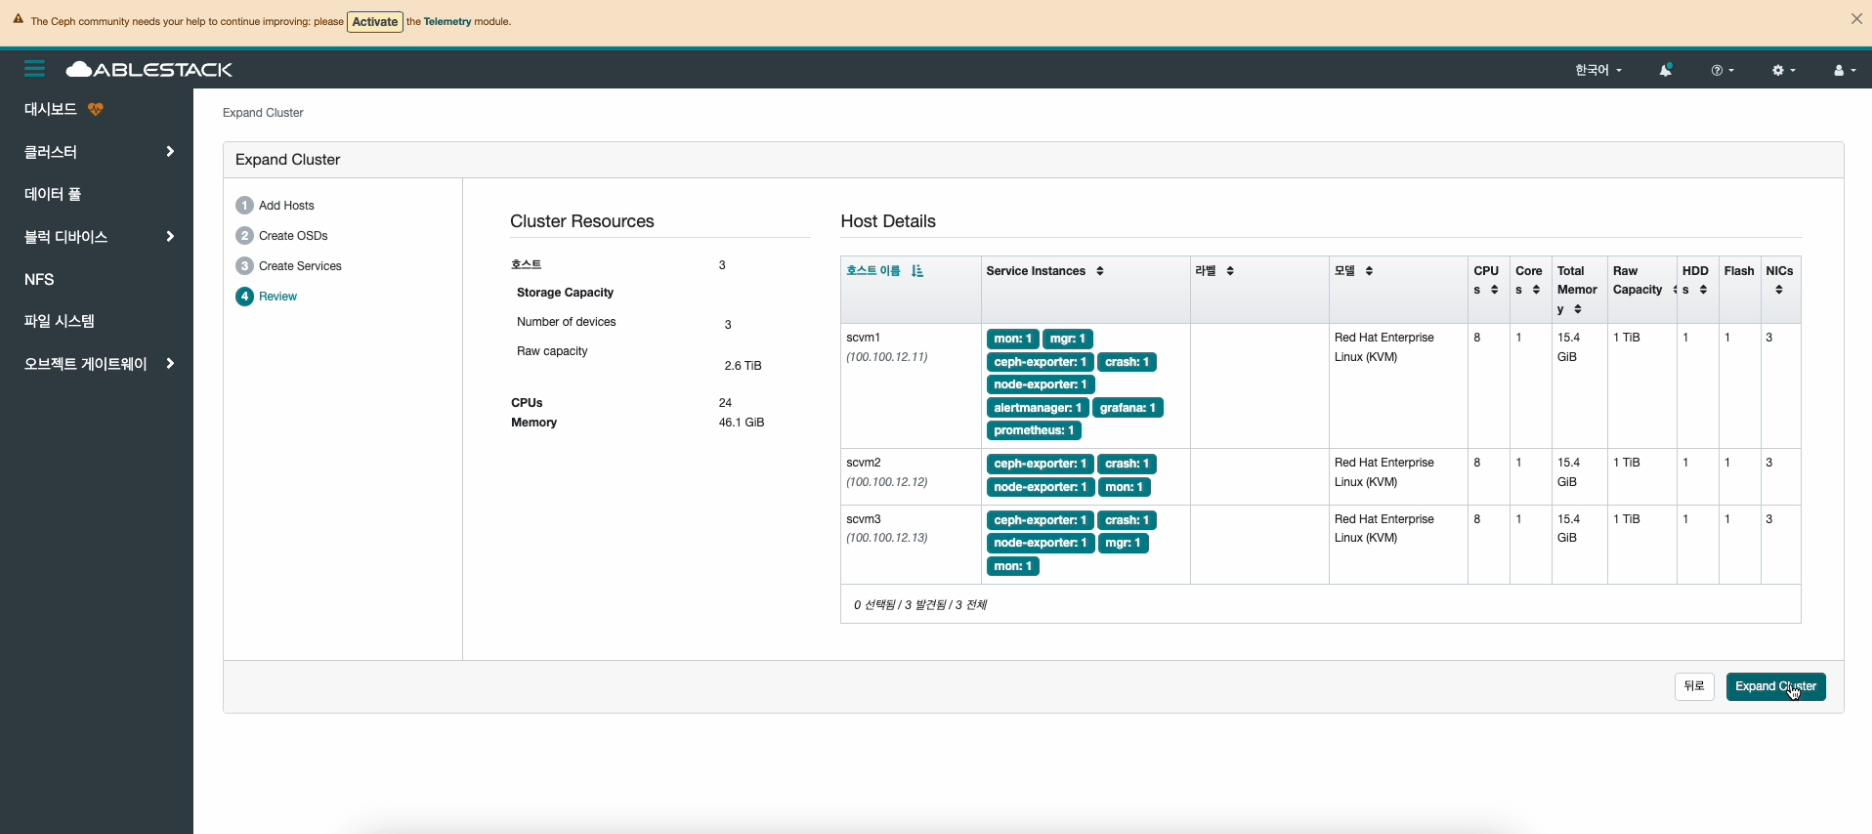 The Ceph community needs your help to continue improving: please Activate the Telemetry module.
ABLESTACK
한국어
대시보드
클러스터
데이터 풀
블럭 디바이스
NFS
파일 시스템
오브젝트 게이트웨이
Expand Cluster
Expand Cluster
1 Add Hosts
2 Create OSDs
3 Create Services
4 Review
Cluster Resources
호스트 3
Storage Capacity
Number of devices 3
Raw capacity
2.6 TiB
CPUs 24
Memory 46.1 GiB
Host Details
호스트 이름 Service Instances 라벨 모델 CPUs Cores Total Memory Raw Capacity HDDs Flash NICs
scvm1
(100.100.12.11)
mon: 1 mgr: 1
ceph-exporter: 1 crash: 1
node-exporter: 1
alertmanager: 1 grafana: 1
prometheus: 1
Red Hat Enterprise
Linux (KVM)
8 1 15.4 GiB 1 TiB 1 1 3
scvm2
(100.100.12.12)
ceph-exporter: 1 crash: 1
node-exporter: 1 mon: 1
Red Hat Enterprise
Linux (KVM)
8 1 15.4 GiB 1 TiB 1 1 3
scvm3
(100.100.12.13)
ceph-exporter: 1 crash: 1
node-exporter: 1 mgr: 1
mon: 1
Red Hat Enterprise
Linux (KVM)
8 1 15.4 GiB 1 TiB 1 1 3
0 선택됨 / 3 발견됨 / 3 전체
뒤로 Expand Cluster